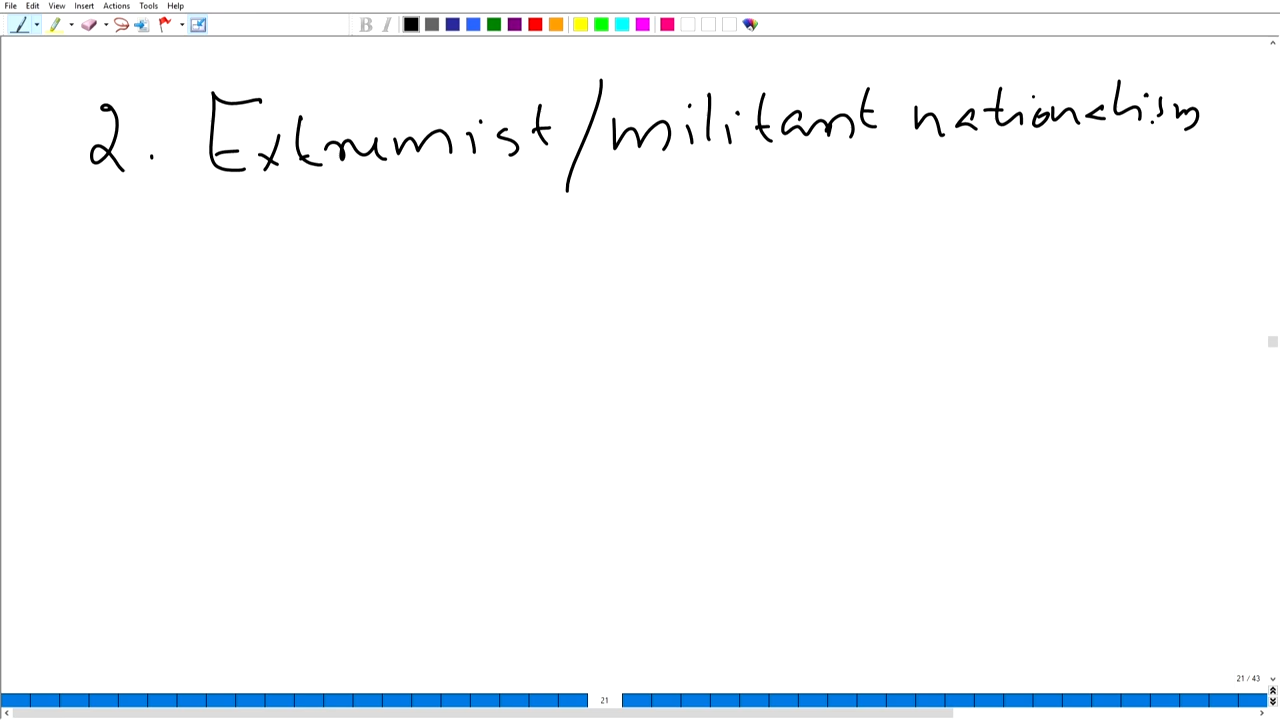 File Edit View Insert Actions Tools Help
B I
2. Extremist/militant nationalism
21 / 43
21